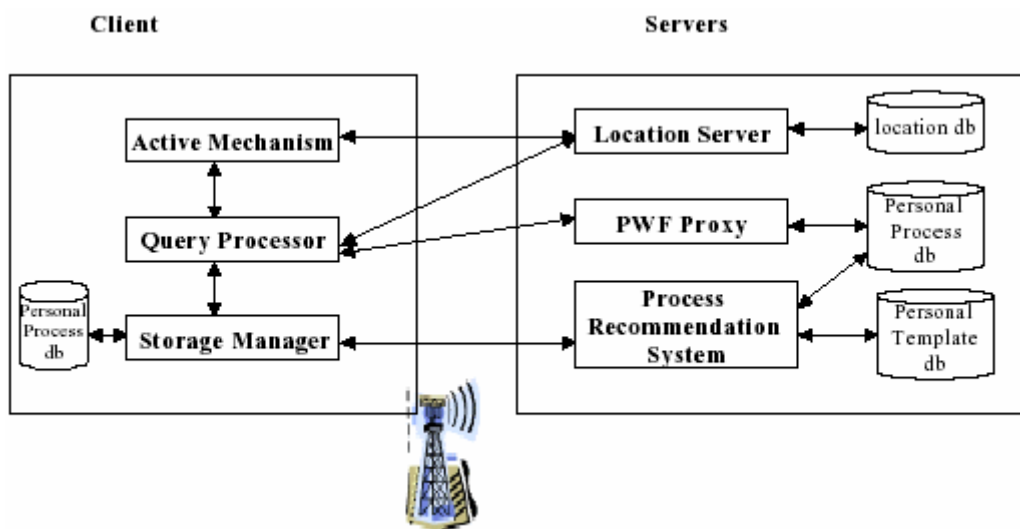 Client
Servers
Active Mechanism
Query Processor
Personal
Process
db
Storage Manager
Location Server
location db
PWF Proxy
Personal
Process
db
Process
Recommendation
System
Personal
Template
db